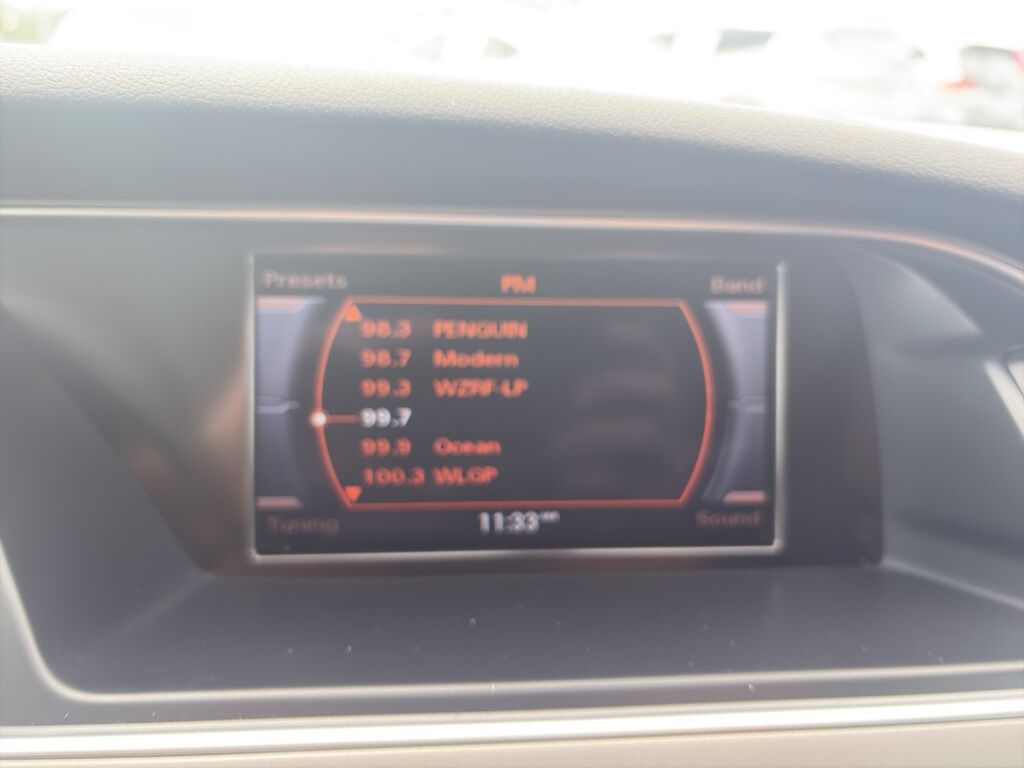 Presets FM Band
98.3 PENGUIN
98.7 Modern
99.3 WZRF-LP
99.7
99.9 Ocean
100.3 WLGP
Tuning 11:33 Sound